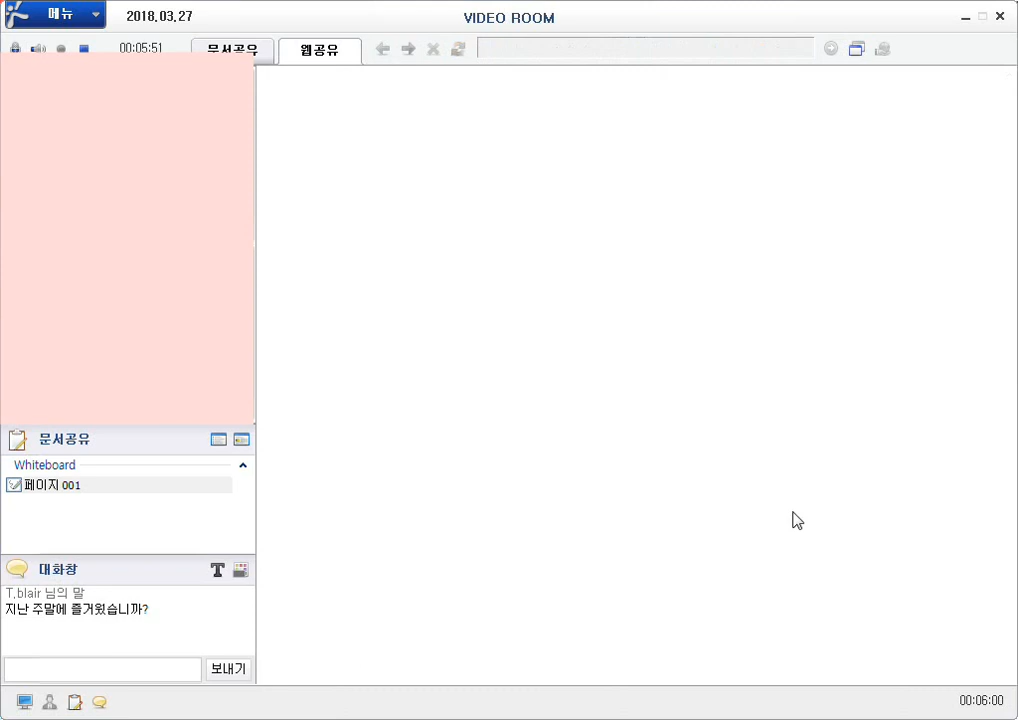 메뉴 2018.03.27 VIDEO ROOM
00:05:51 문서공유 웹공유
문서공유
Whiteboard
페이지 001
대화창
T.blair 님의 말
지난 주말에 즐거웠습니까?
보내기
00:06:00